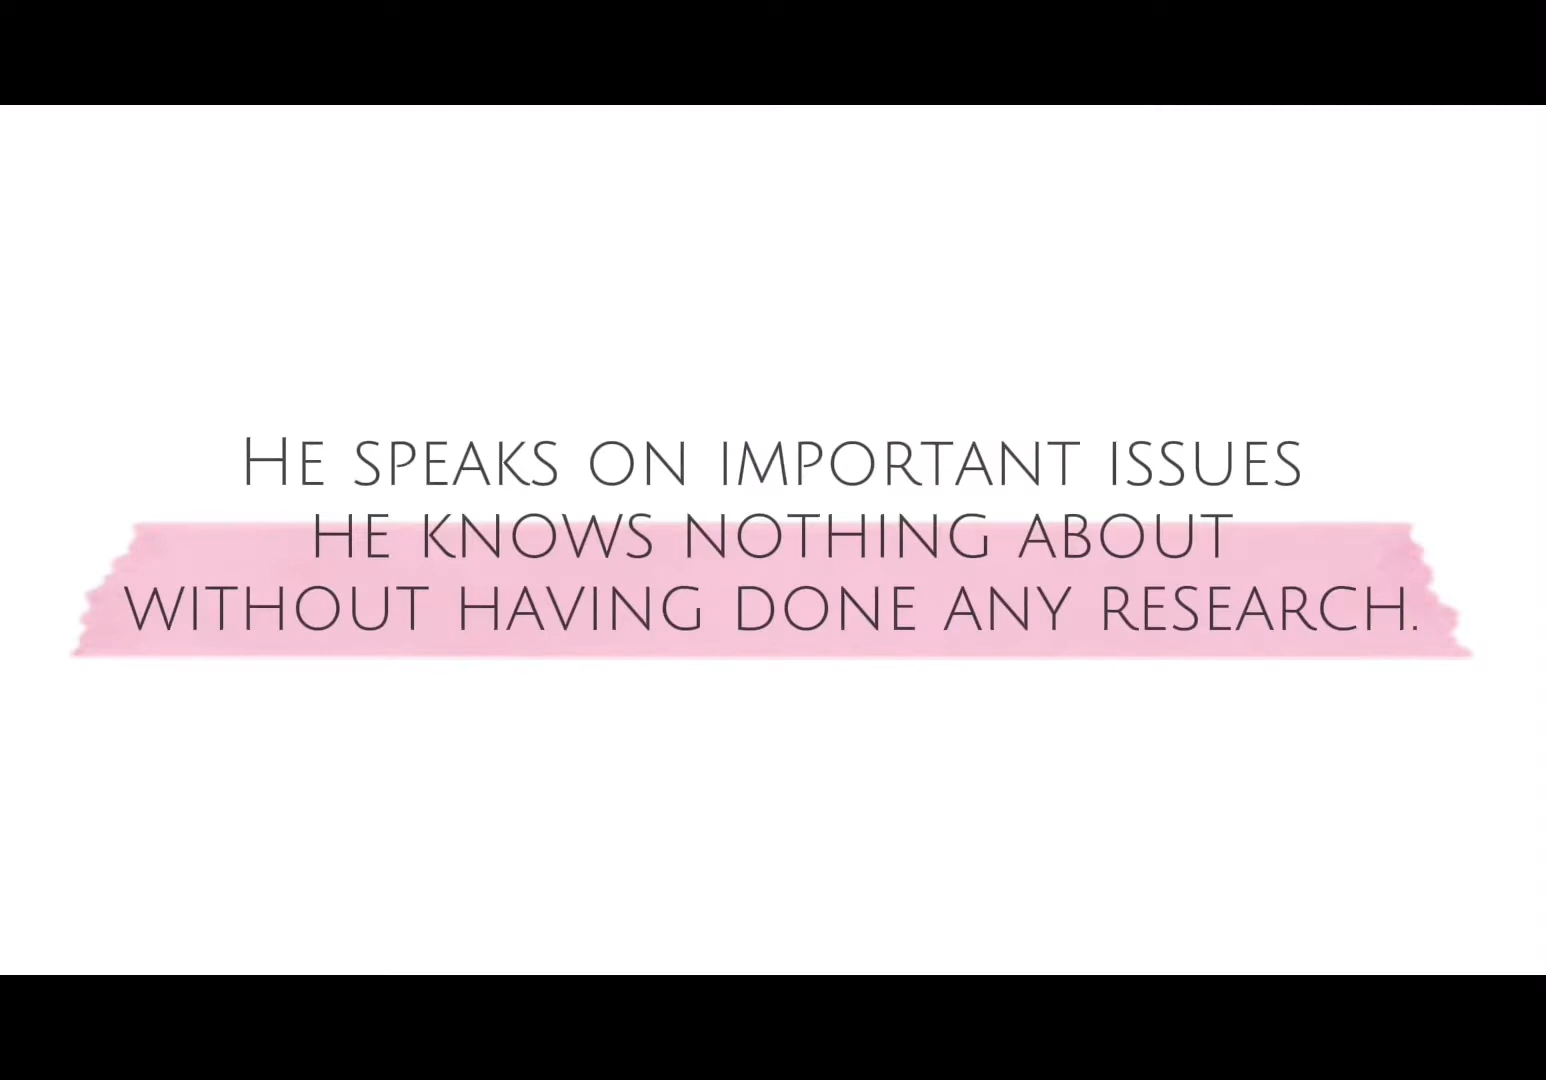 He speaks on important issues
he knows nothing about
without having done any research.